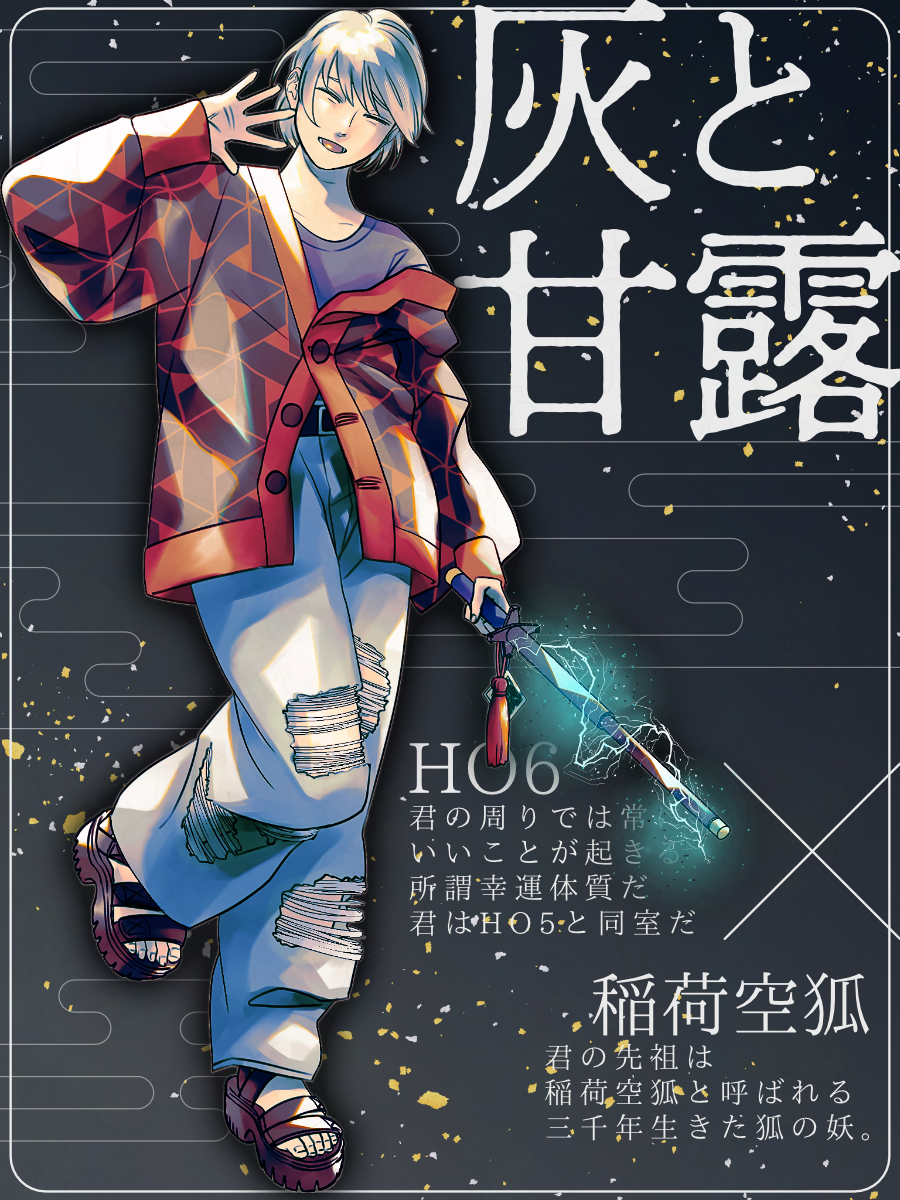 灰と
甘露
HO6
君の周りでは常に
いいことが起きる
所謂幸運体質だ
君はHO5と同室だ
稲荷空狐
君の先祖は
稲荷空狐と呼ばれる
三千年生きた狐の妖。